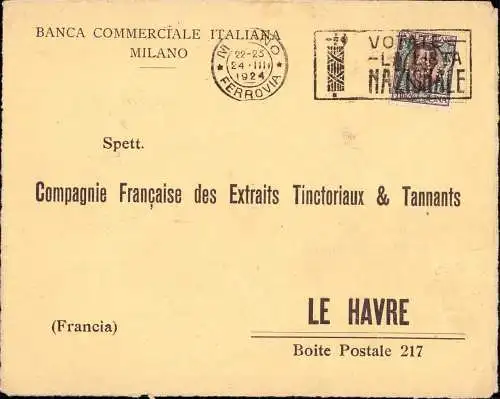 BANCA COMMERCIALE ITALIANA
MILANO
MILANO
22-23
24·III
1924
* FERROVIA *
VOTATE
LA LISTA
NAZIONALE
Spett.
Compagnie Française des Extraits Tinctoriaux & Tannants
LE HAVRE
(Francia)
Boite Postale 217